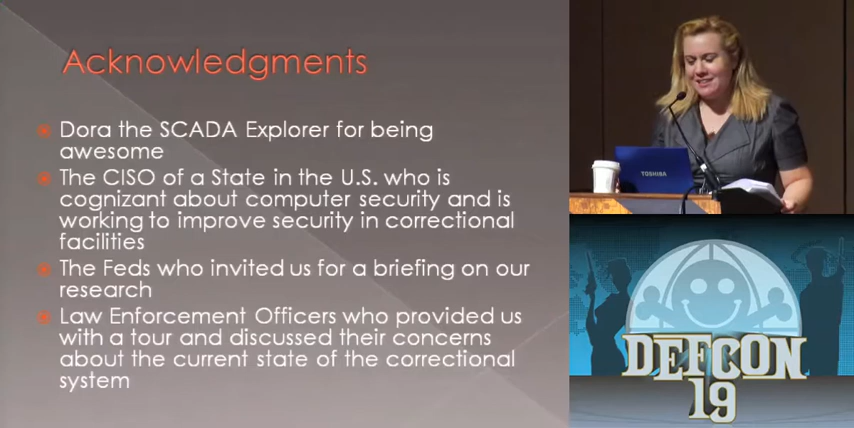 Acknowledgments
Dora the SCADA Explorer for being
awesome
The CISO of a State in the U.S. who is
cognizant about computer security and is
working to improve security in correctional
facilities
The Feds who invited us for a briefing on our
research
Law Enforcement Officers who provided us
with a tour and discussed their concerns
about the current state of the correctional
system
TOSHIBA
DEFCON
19